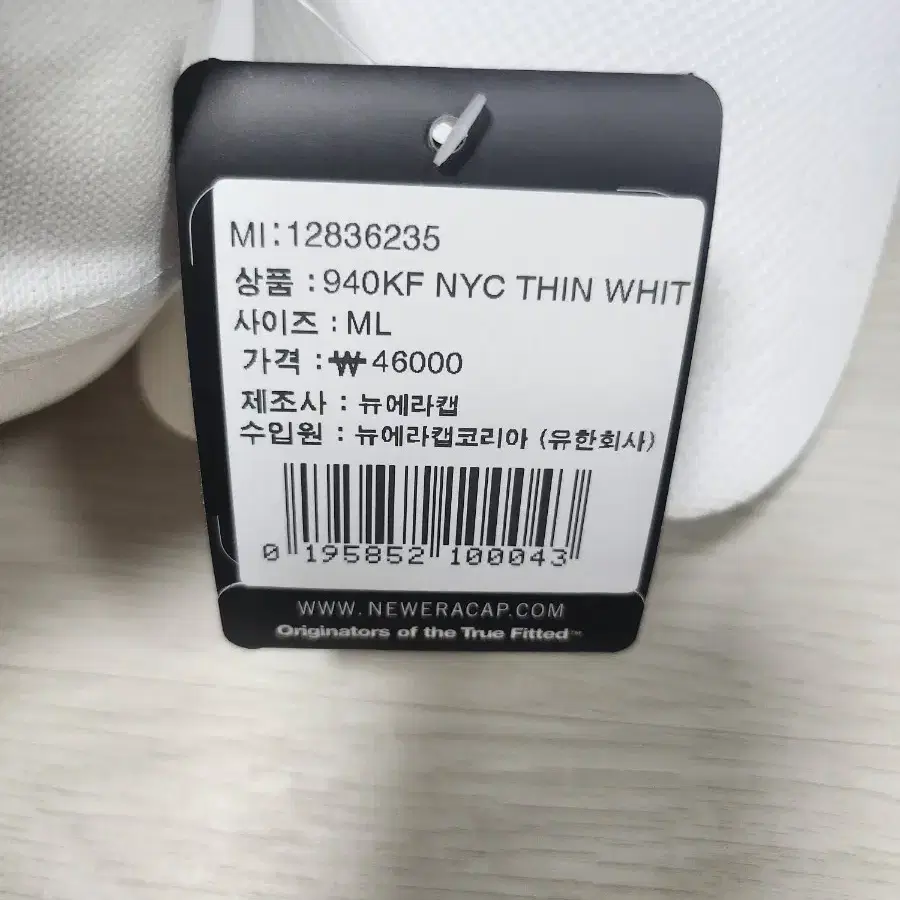 MI:12836235
상품 :940KF NYC THIN WHIT
사이즈 : ML
가격 : ₩46000
제조사 : 뉴에라캡
수입원 : 뉴에라캡코리아 (유한회사)
0 195852 100043
WWW.NEWERACAP.COM
Originators of the True Fitted™